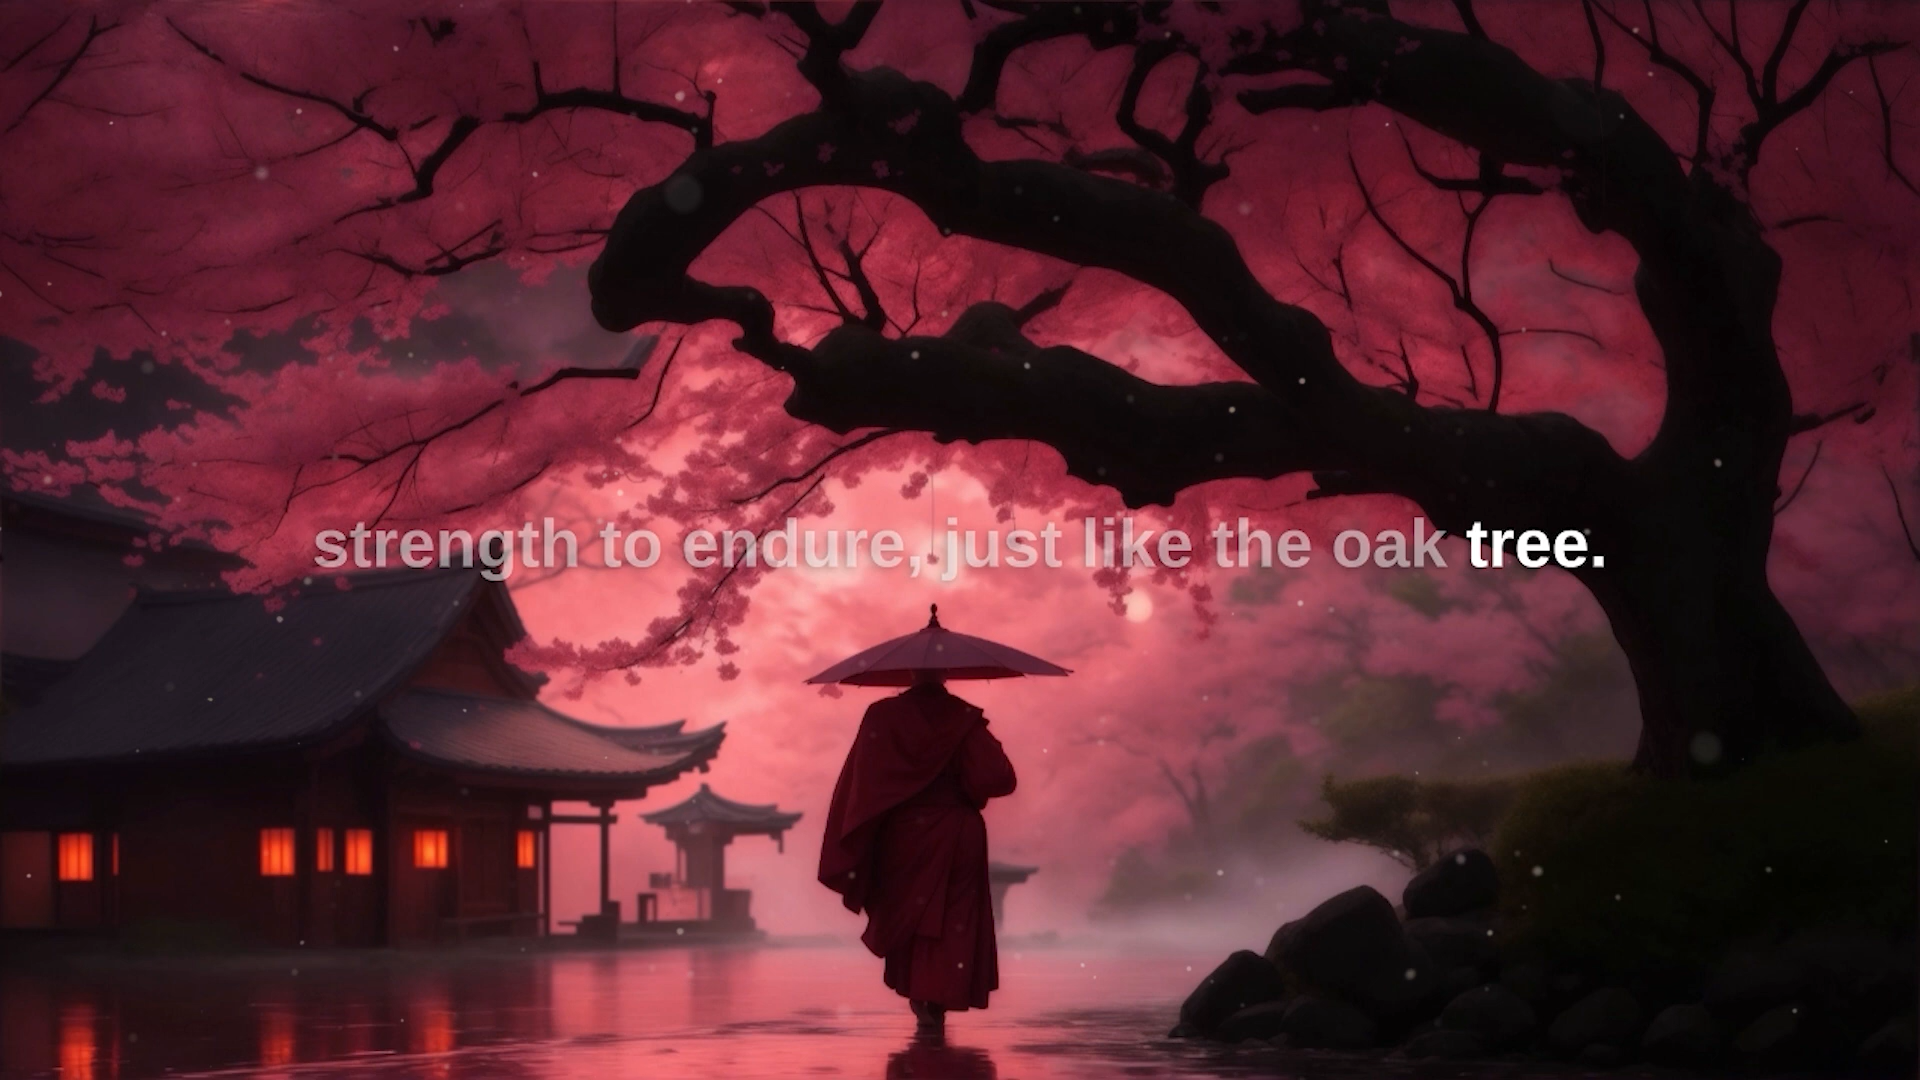 strength to endure, just like the oak tree.